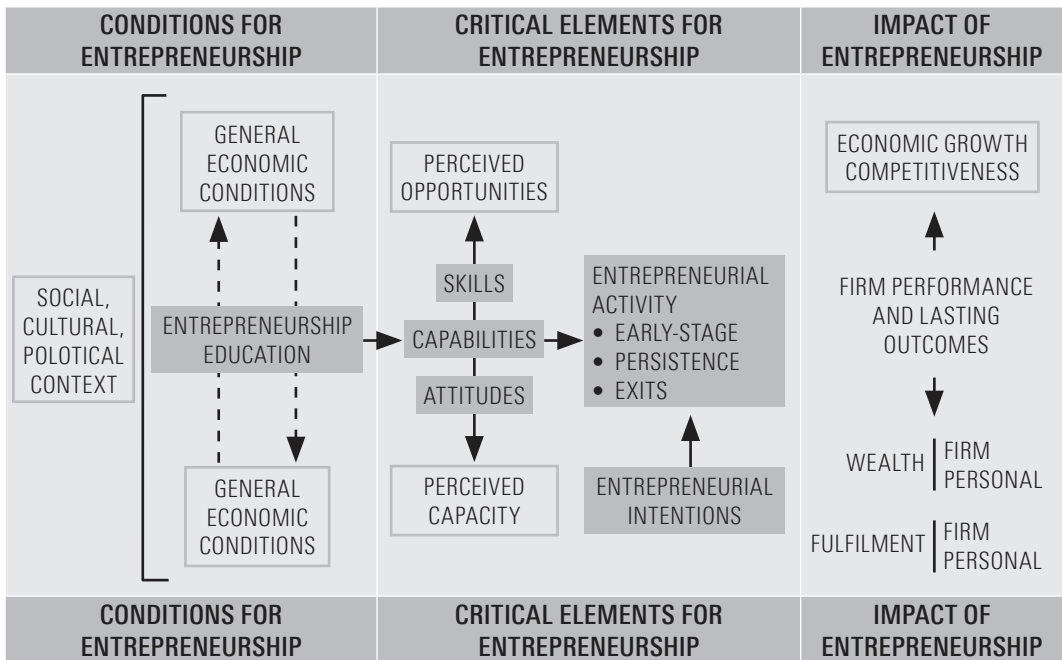 CONDITIONS FOR
ENTREPRENEURSHIP
CRITICAL ELEMENTS FOR
ENTREPRENEURSHIP
IMPACT OF
ENTREPRENEURSHIP
SOCIAL,
CULTURAL,
POLOTICAL
CONTEXT
GENERAL
ECONOMIC
CONDITIONS
ENTREPRENEURSHIP
EDUCATION
GENERAL
ECONOMIC
CONDITIONS
PERCEIVED
OPPORTUNITIES
SKILLS
CAPABILITIES
ATTITUDES
PERCEIVED
CAPACITY
ENTREPRENEURIAL
ACTIVITY
• EARLY-STAGE
• PERSISTENCE
• EXITS
ENTREPRENEURIAL
INTENTIONS
ECONOMIC GROWTH
COMPETITIVENESS
FIRM PERFORMANCE
AND LASTING
OUTCOMES
WEALTH
FIRM
PERSONAL
FULFILMENT
FIRM
PERSONAL
CONDITIONS FOR
ENTREPRENEURSHIP
CRITICAL ELEMENTS FOR
ENTREPRENEURSHIP
IMPACT OF
ENTREPRENEURSHIP